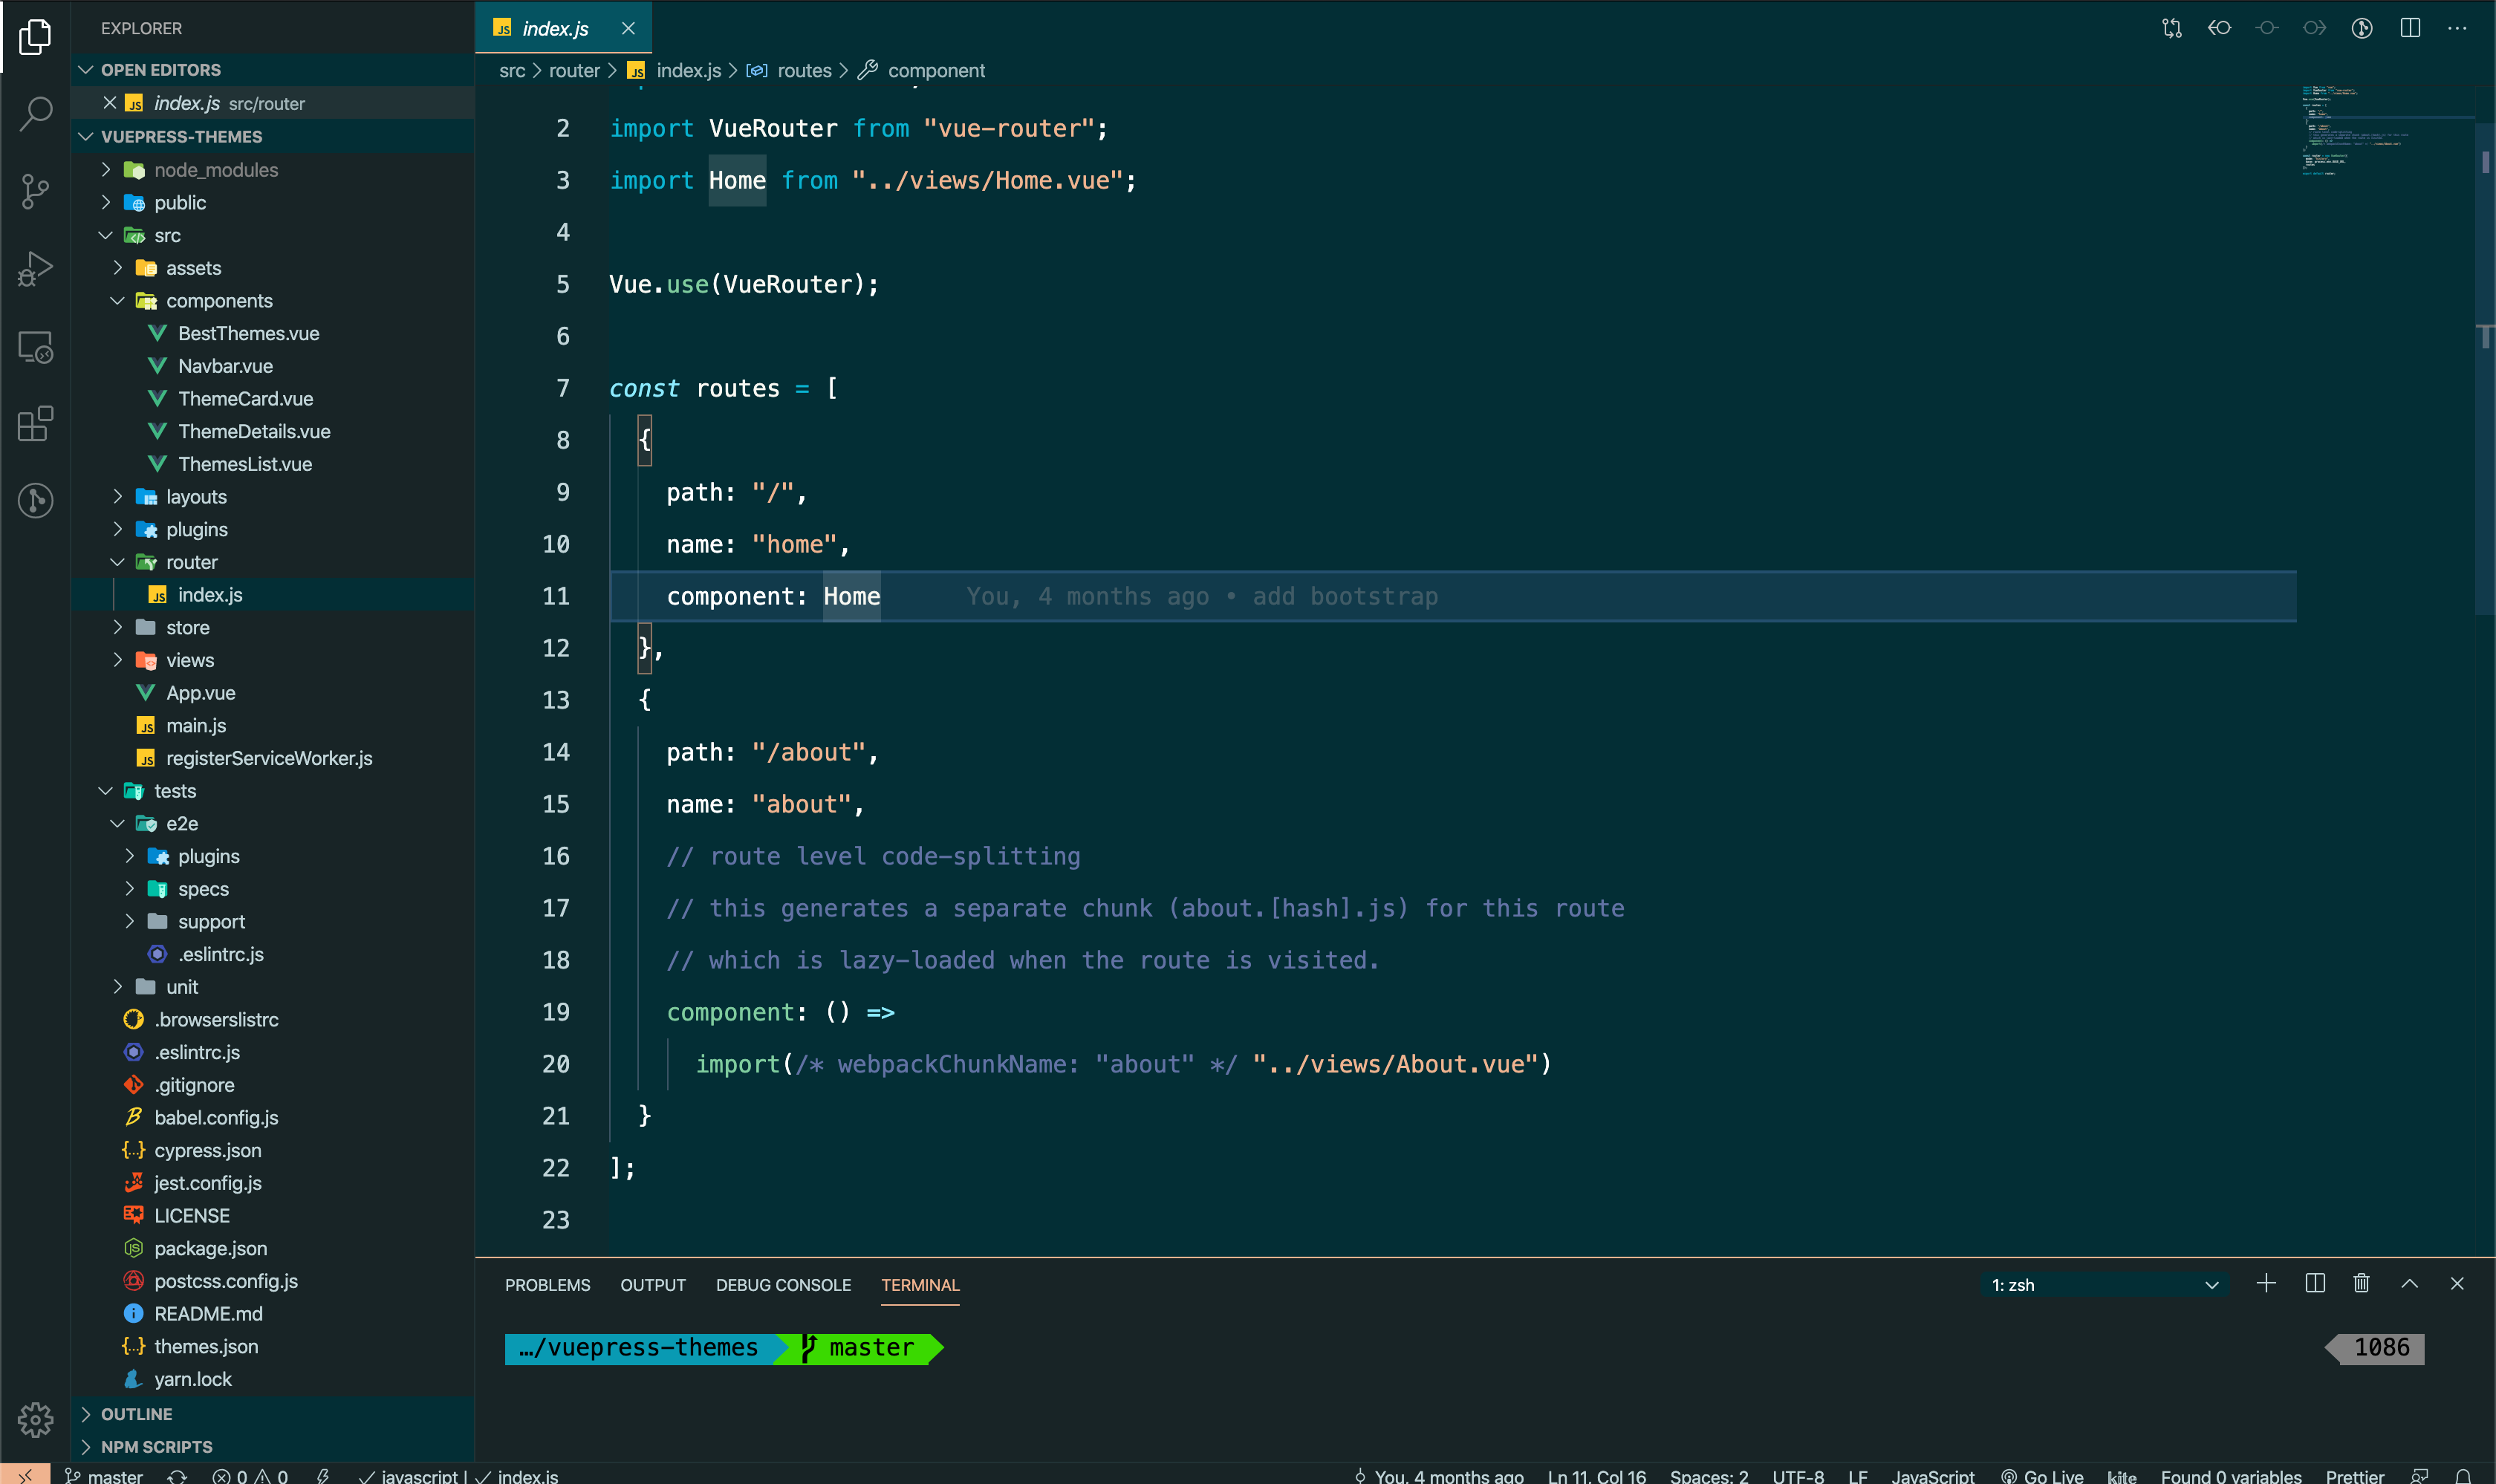 EXPLORER
OPEN EDITORS
index.js src/router
VUEPRESS-THEMES
node_modules
public
src
assets
components
BestThemes.vue
Navbar.vue
ThemeCard.vue
ThemeDetails.vue
ThemesList.vue
layouts
plugins
router
index.js
store
views
App.vue
main.js
registerServiceWorker.js
tests
e2e
plugins
specs
support
.eslintrc.js
unit
.browserslistrc
.eslintrc.js
.gitignore
babel.config.js
cypress.json
jest.config.js
LICENSE
package.json
postcss.config.js
README.md
themes.json
yarn.lock
OUTLINE
NPM SCRIPTS
index.js
src > router > index.js > routes > component
2 import VueRouter from "vue-router";
3 import Home from "../views/Home.vue";
4
5 Vue.use(VueRouter);
6
7 const routes = [
8 {
9 path: "/",
10 name: "home",
11 component: Home You, 4 months ago • add bootstrap
12 },
13 {
14 path: "/about",
15 name: "about",
16 // route level code-splitting
17 // this generates a separate chunk (about.[hash].js) for this route
18 // which is lazy-loaded when the route is visited.
19 component: () =>
20 import(/* webpackChunkName: "about" */ "../views/About.vue")
21 }
22 ];
23
PROBLEMS OUTPUT DEBUG CONSOLE TERMINAL 1: zsh
…/vuepress-themes master 1086
master 0 0 javascript | index.js You, 4 months ago Ln 11, Col 16 Spaces: 2 UTF-8 LF JavaScript Go Live kite Found 0 variables Prettier